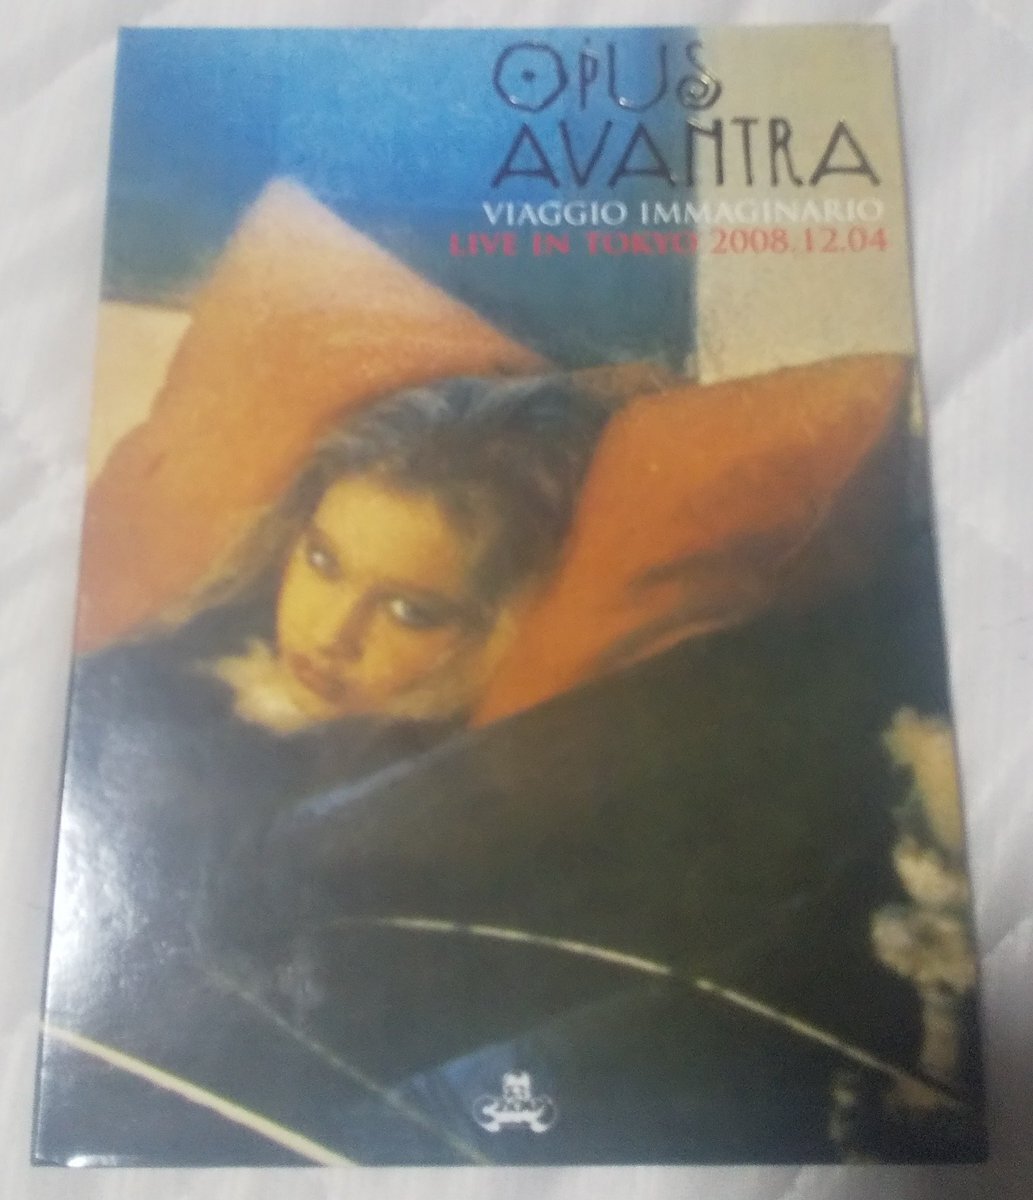 OPUS
AVANTRA
VIAGGIO IMMAGINARIO
LIVE IN TOKYO 2008.12.04